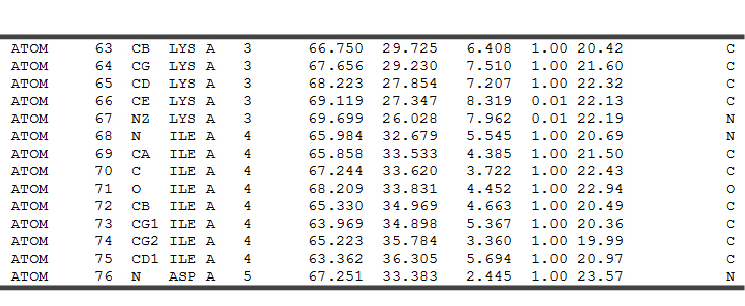 ATOM     63  CB  LYS A   3      66.750  29.725   6.408  1.00 20.42           C
ATOM     64  CG  LYS A   3      67.656  29.230   7.510  1.00 21.60           C
ATOM     65  CD  LYS A   3      68.223  27.854   7.207  1.00 22.32           C
ATOM     66  CE  LYS A   3      69.119  27.347   8.319  0.01 22.13           C
ATOM     67  NZ  LYS A   3      69.699  26.028   7.962  0.01 22.19           N
ATOM     68  N   ILE A   4      65.984  32.679   5.545  1.00 20.69           N
ATOM     69  CA  ILE A   4      65.858  33.533   4.385  1.00 21.50           C
ATOM     70  C   ILE A   4      67.244  33.620   3.722  1.00 22.43           C
ATOM     71  O   ILE A   4      68.209  33.831   4.452  1.00 22.94           O
ATOM     72  CB  ILE A   4      65.330  34.969   4.663  1.00 20.49           C
ATOM     73  CG1 ILE A   4      63.969  34.898   5.367  1.00 20.36           C
ATOM     74  CG2 ILE A   4      65.223  35.784   3.360  1.00 19.99           C
ATOM     75  CD1 ILE A   4      63.362  36.305   5.694  1.00 20.97           C
ATOM     76  N   ASP A   5      67.251  33.383   2.445  1.00 23.57           N